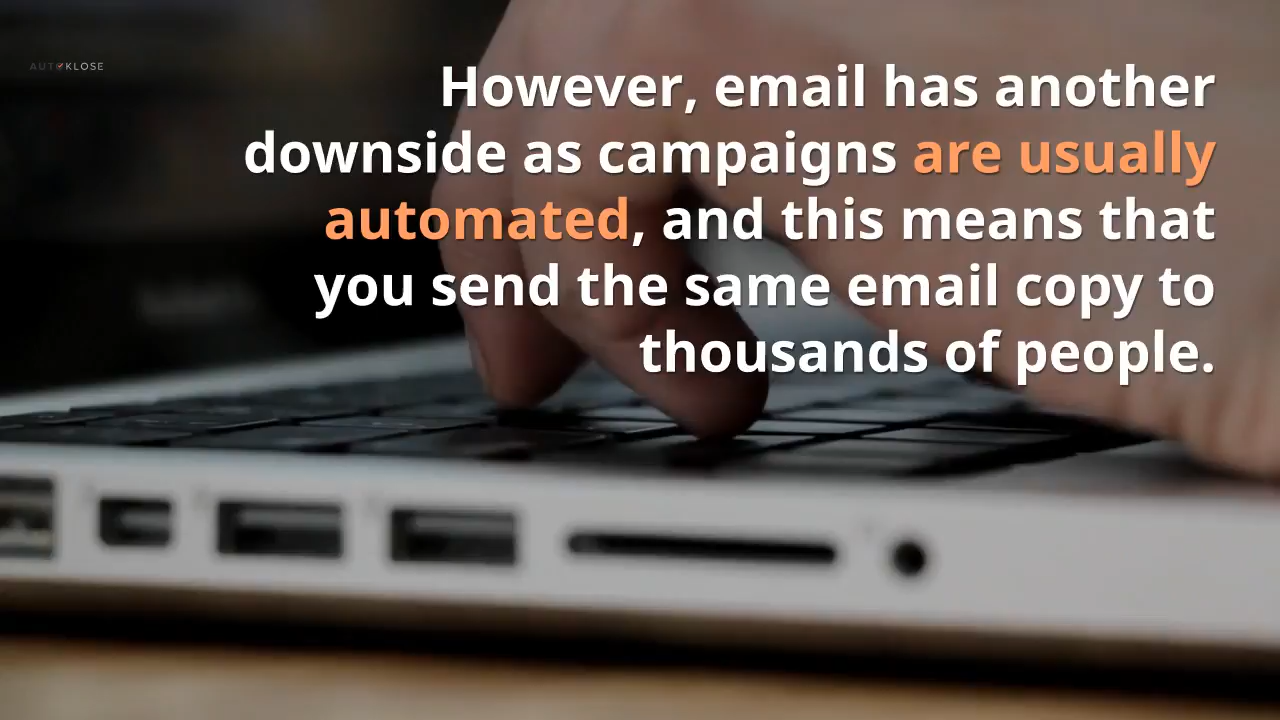 AUTOKLOSE
However, email has another
downside as campaigns are usually
automated, and this means that
you send the same email copy to
thousands of people.